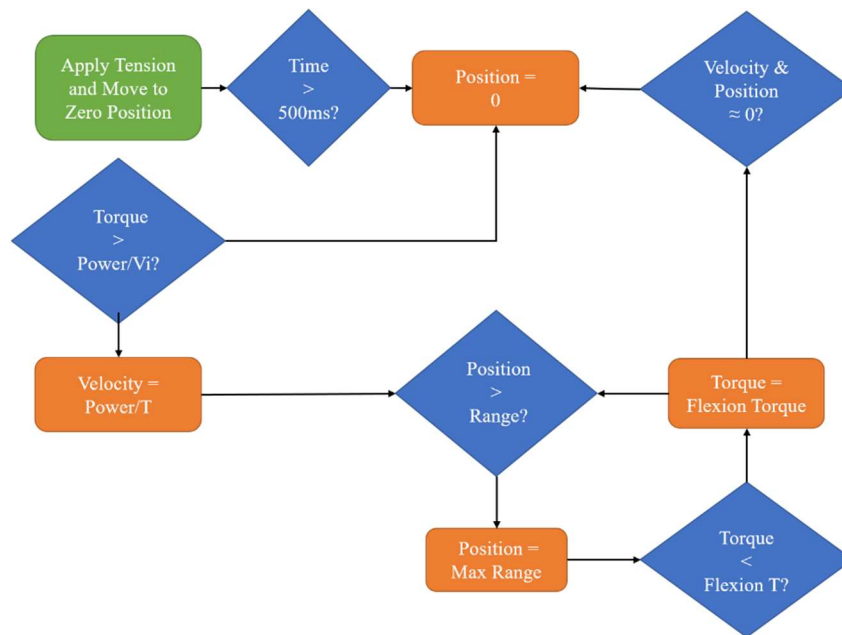 Apply Tension
and Move to
Zero Position
Time
>
500ms?
Position =
0
Velocity &
Position
≈ 0?
Torque
>
Power/Vi?
Velocity =
Power/T
Position
>
Range?
Torque =
Flexion Torque
Position =
Max Range
Torque
<
Flexion T?